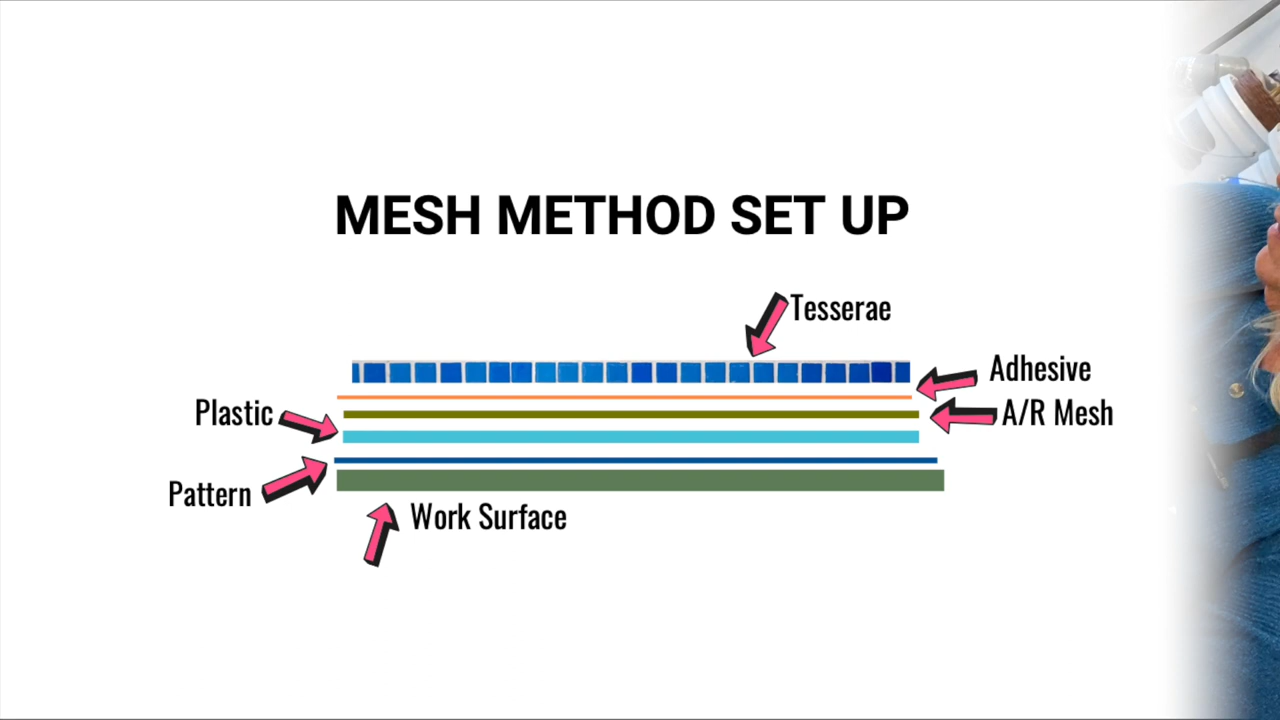 MESH METHOD SET UP
Tesserae
Adhesive
Plastic
A/R Mesh
Pattern
Work Surface